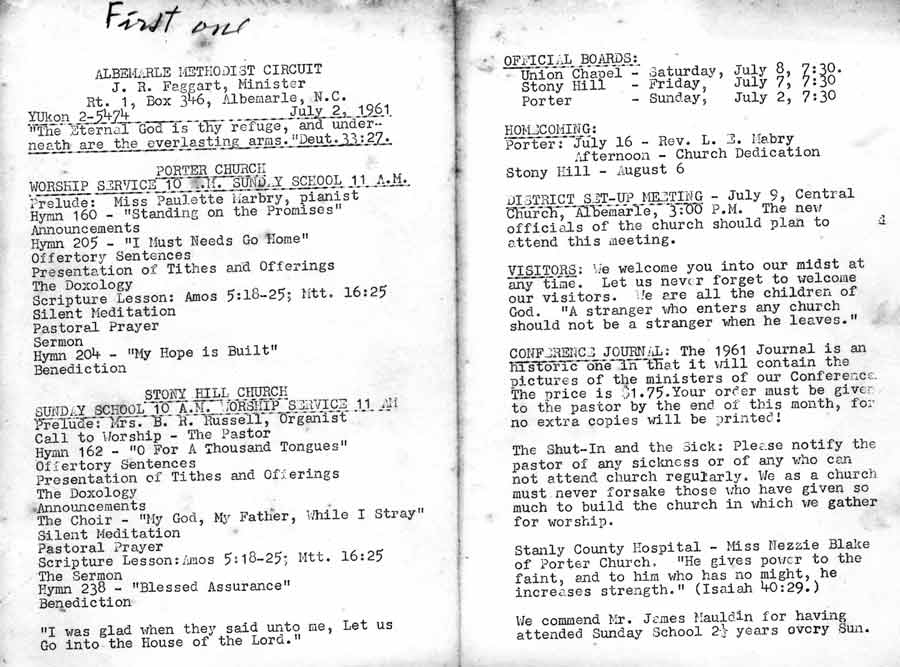 First one
ALBEMARLE METHODIST CIRCUIT
J. R. Faggart, Minister
Rt. 1, Box 346, Albemarle, N.C.
YUkon 2-5474 July 2, 1961
"The Eternal God is thy refuge, and under-
neath are the everlasting arms."Deut.33:27.
PORTER CHURCH
WORSHIP SERVICE 10 A.M. SUNDAY SCHOOL 11 A.M.
Prelude: Miss Paulette Marbry, pianist
Hymn 160 - "Standing on the Promises"
Announcements
Hymn 205 - "I Must Needs Go Home"
Offertory Sentences
Presentation of Tithes and Offerings
The Doxology
Scripture Lesson: Amos 5:18-25; Mtt. 16:25
Silent Meditation
Pastoral Prayer
Sermon
Hymn 204 - "My Hope is Built"
Benediction
STONY HILL CHURCH
SUNDAY SCHOOL 10 A.M. WORSHIP SERVICE 11 AM
Prelude: Mrs. B. R. Russell, Organist
Call to Worship - The Pastor
Hymn 162 - "O For A Thousand Tongues"
Offertory Sentences
Presentation of Tithes and Offerings
The Doxology
Announcements
The Choir - "My God, My Father, While I Stray"
Silent Meditation
Pastoral Prayer
Scripture Lesson:Amos 5:18-25; Mtt. 16:25
The Sermon
Hymn 238 - "Blessed Assurance"
Benediction
"I was glad when they said unto me, Let us
Go into the House of the Lord."
OFFICIAL BOARDS:
Union Chapel - Saturday, July 8, 7:30.
Stony Hill - Friday, July 7, 7:30
Porter - Sunday, July 2, 7:30
HOMECOMING:
Porter: July 16 - Rev. L. E. Mabry
Afternoon - Church Dedication
Stony Hill - August 6
DISTRICT SET-UP MEETING - July 9, Central
Church, Albemarle, 3:00 P.M. The new
officials of the church should plan to
attend this meeting.
VISITORS: We welcome you into our midst at
any time. Let us never forget to welcome
our visitors. We are all the children of
God. "A stranger who enters any church
should not be a stranger when he leaves."
CONFERENCE JOURNAL: The 1961 Journal is an
historic one in that it will contain the
pictures of the ministers of our Conference.
The price is $1.75.Your order must be given
to the pastor by the end of this month, for
no extra copies will be printed!
The Shut-In and the Sick: Please notify the
pastor of any sickness or of any who can
not attend church regularly. We as a church
must never forsake those who have given so
much to build the church in which we gather
for worship.
Stanly County Hospital - Miss Nezzie Blake
of Porter Church. "He gives power to the
faint, and to him who has no might, he
increases strength." (Isaiah 40:29.)
We commend Mr. James Mauldin for having
attended Sunday School 2½ years every Sun.